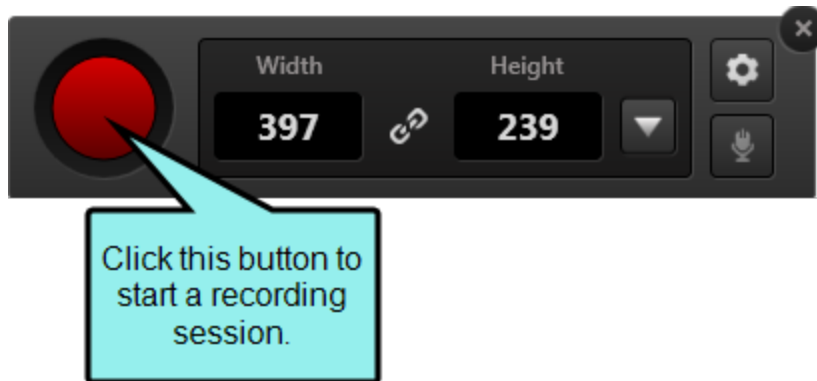 Width Height
397 239
Click this button to
start a recording
session.